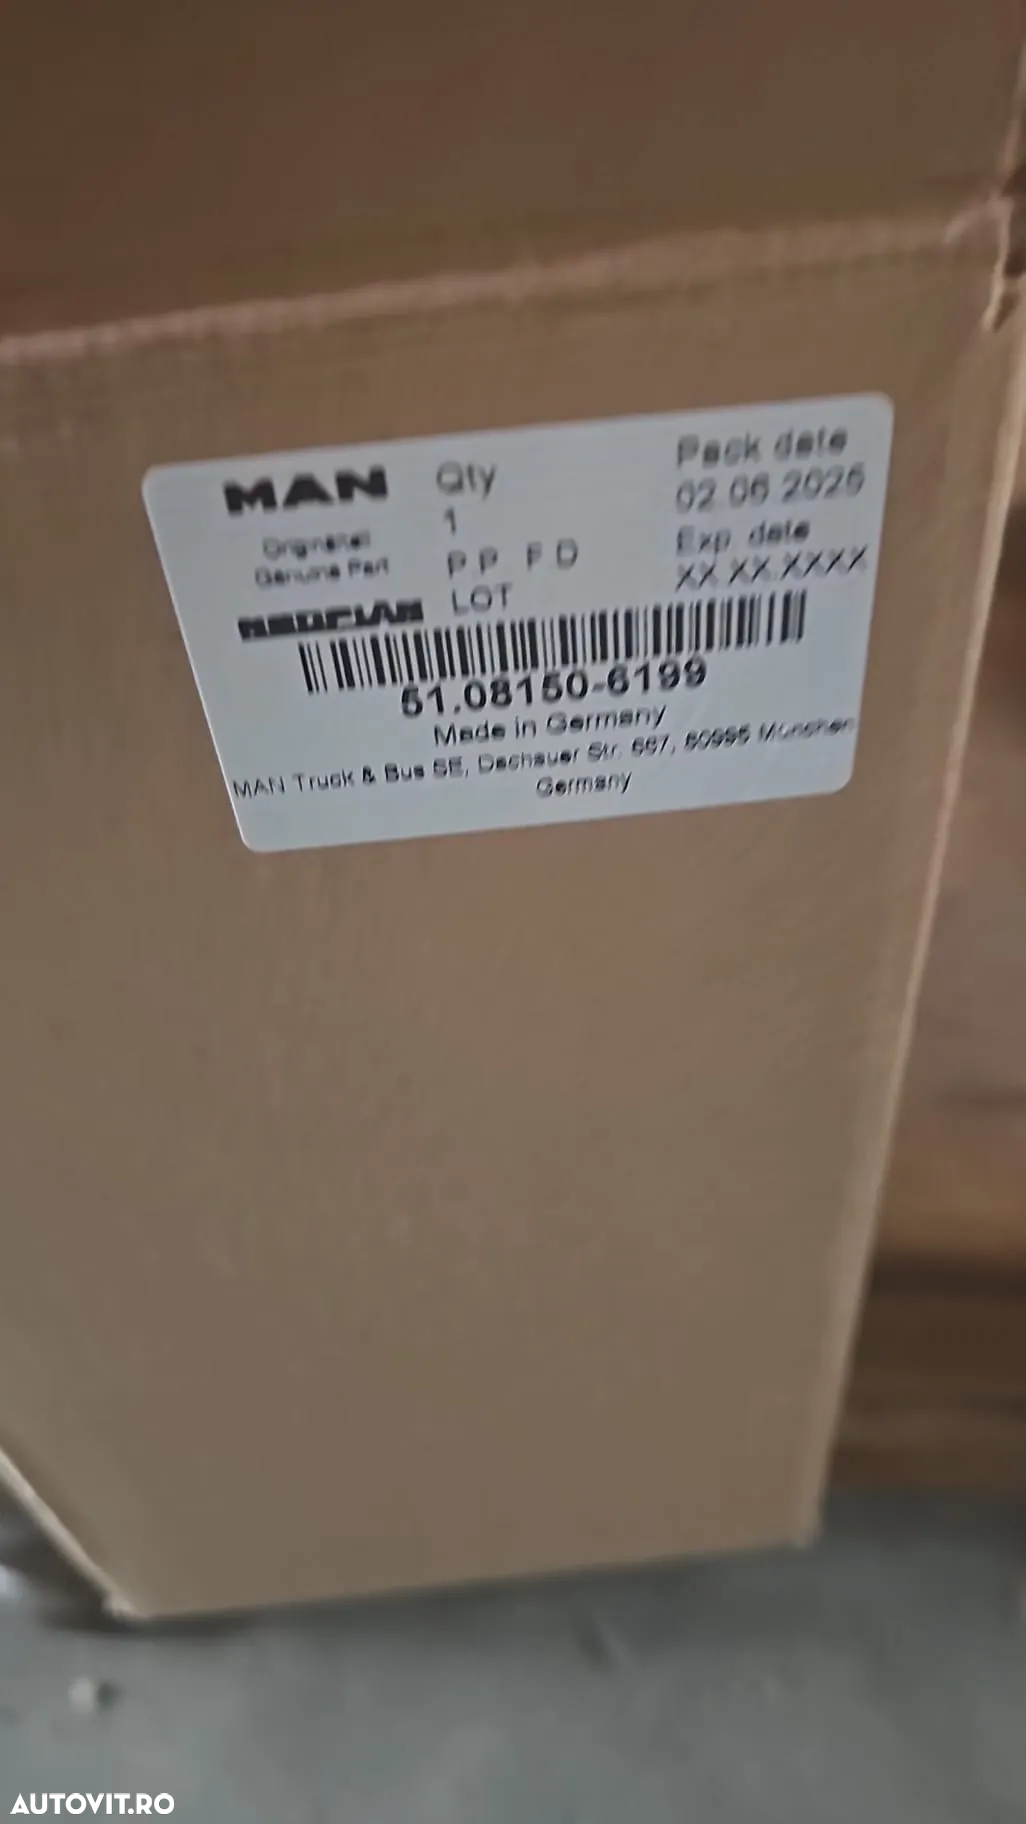 MAN
Originalteil
Genuine Part
NEOPLAN
Qty
1
P.P. F.D
LOT
Pack date
02.06.2025
Exp. date
XX.XX.XXXX
51.08150-6199
Made in Germany
MAN Truck & Bus SE, Dachauer Str. 667, 80995 München
Germany
AUTOVIT.RO